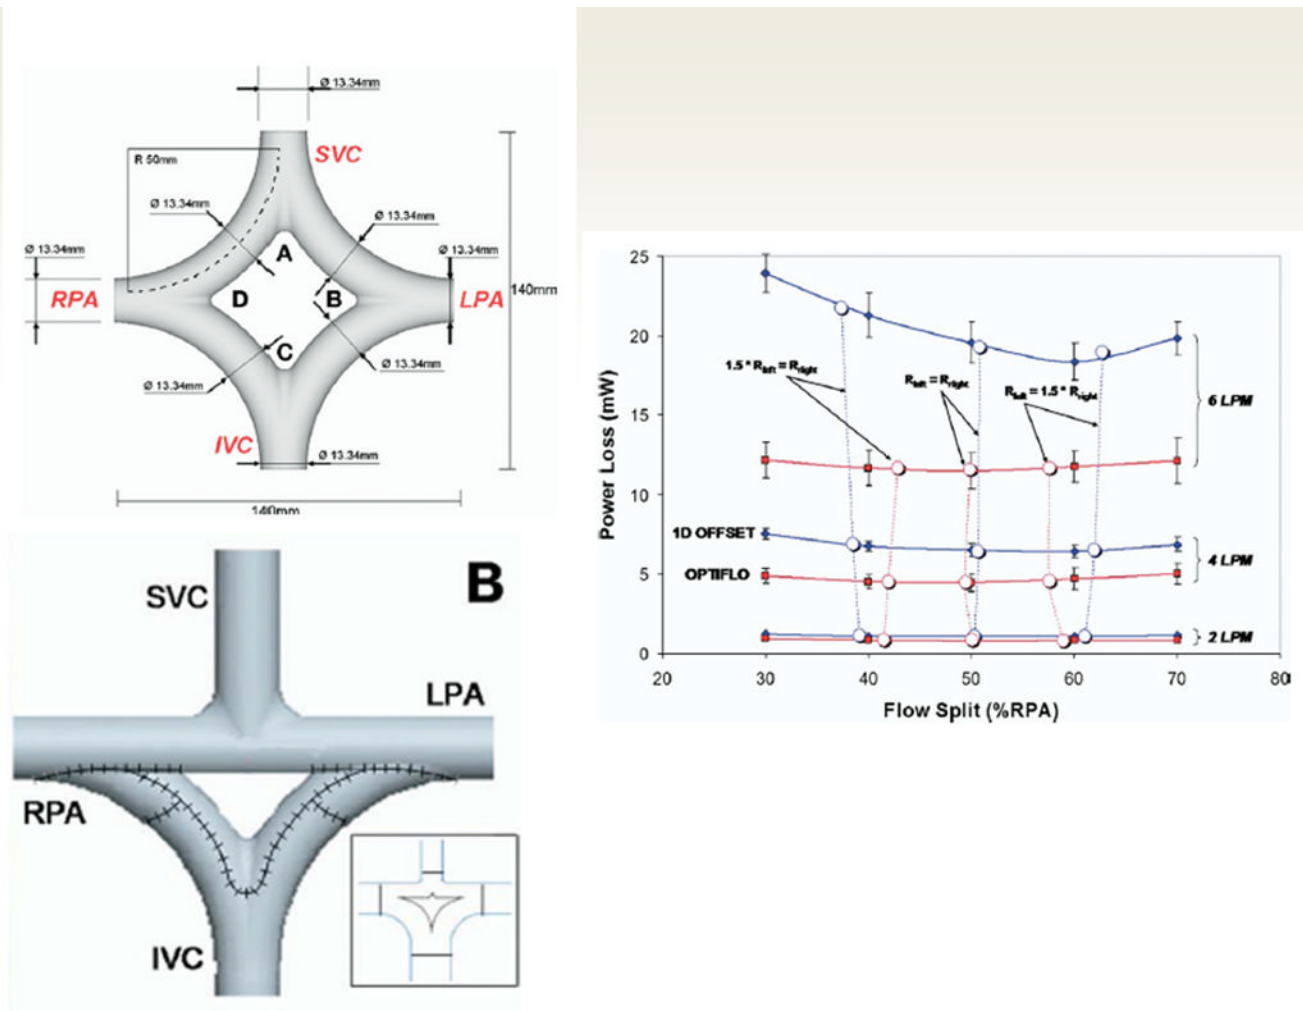 Ø 13.34mm
SVC
R 50mm
Ø 13.34mm
Ø 13.34mm
Ø 13.34mm
Ø 13.34mm
A
RPA
D
B
LPA
140mm
C
Ø 13.34mm
Ø 13.34mm
IVC
Ø 13.34mm
140mm
B
SVC
LPA
RPA
IVC
25
20
15
10
5
0
Power Loss (mW)
1.5 * Rleft = Rright
Rleft = Rright
Rleft = 1.5 * Rright
6 LPM
1D OFFSET
4 LPM
OPTIFLO
2 LPM
20 30 40 50 60 70 80
Flow Split (%RPA)